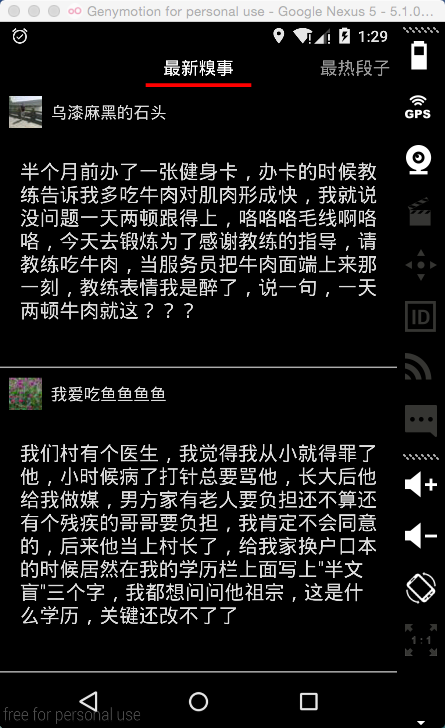 Genymotion for personal use - Google Nexus 5 - 5.1.0...
1:29
最新糗事 最热段子
GPS
乌漆麻黑的石头
半个月前办了一张健身卡，办卡的时候教
练告诉我多吃牛肉对肌肉形成快，我就说
没问题一天两顿跟得上，咯咯咯毛线啊咯
咯，今天去锻炼为了感谢教练的指导，请
教练吃牛肉，当服务员把牛肉面端上来那
一刻，教练表情我是醉了，说一句，一天
两顿牛肉就这？？？
ID
我爱吃鱼鱼鱼鱼
我们村有个医生，我觉得我从小就得罪了
他，小时候病了打针总要骂他，长大后他
给我做媒，男方家有老人要负担还不算还
有个残疾的哥哥要负担，我肯定不会同意
的，后来他当上村长了，给我家换户口本
的时候居然在我的学历栏上面写上"半文
盲"三个字，我都想问问他祖宗，这是什
么学历，关键还改不了了
1:1
free for personal use